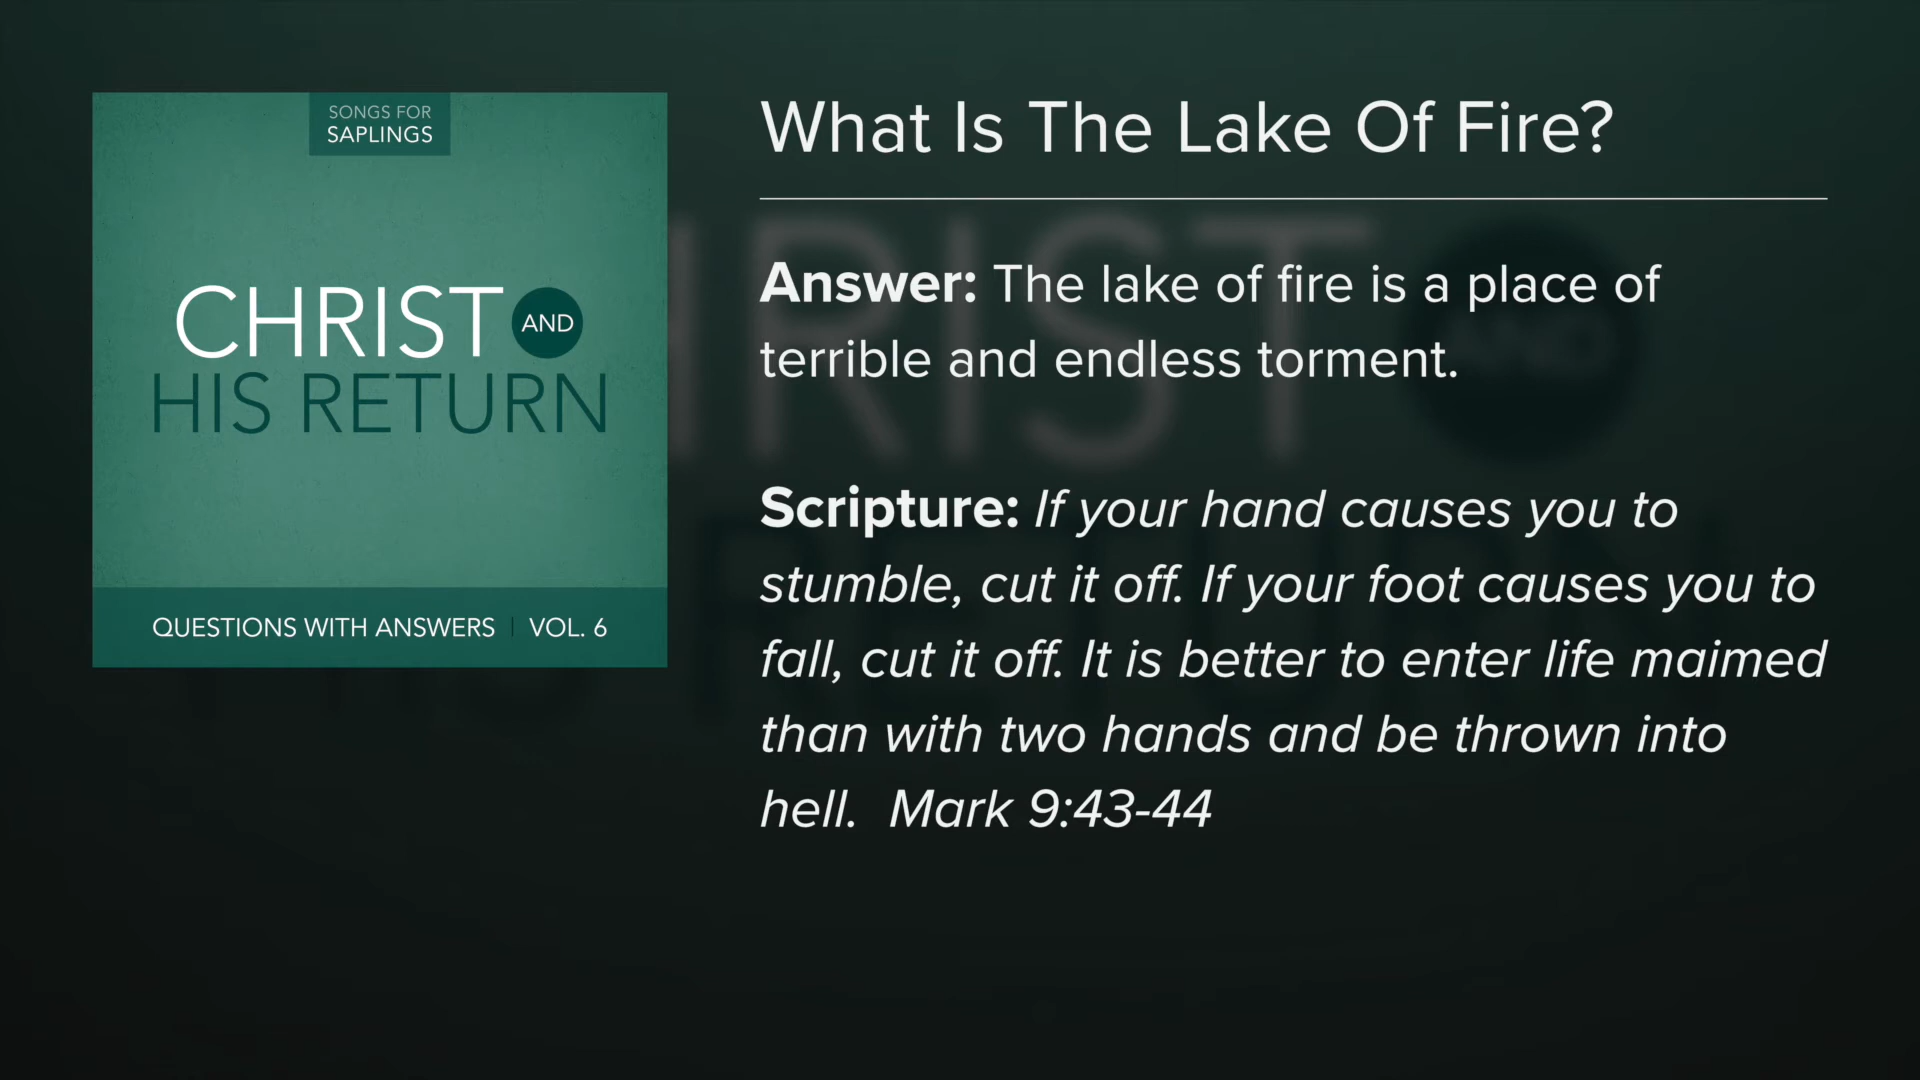 SONGS FOR
SAPLINGS
CHRIST AND
HIS RETURN
QUESTIONS WITH ANSWERS | VOL. 6
What Is The Lake Of Fire?
Answer: The lake of fire is a place of
terrible and endless torment.
Scripture: If your hand causes you to
stumble, cut it off. If your foot causes you to
fall, cut it off. It is better to enter life maimed
than with two hands and be thrown into
hell. Mark 9:43-44